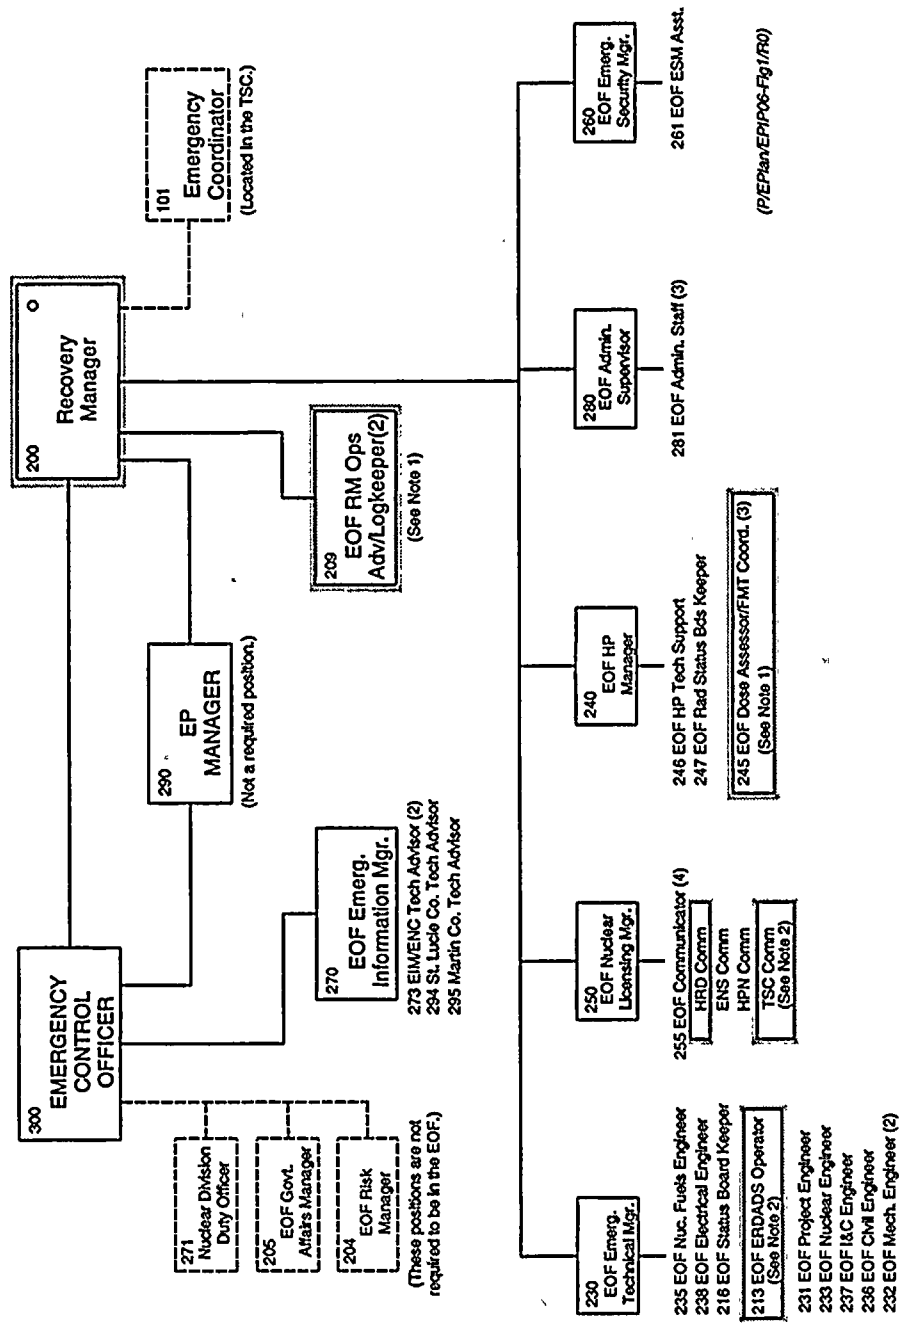 300
EMERGENCY
CONTROL
OFFICER
200
Recovery
Manager
O
101
Emergency
Coordinator
(Located in the TSC.)
290
EP
MANAGER
(Not a required position.)
271
Nuclear Division
Duty Officer
205
EOF Govt.
Affairs Manager
204
EOF Risk
Manager
(These positions are not
required to be in the EOF.)
270
EOF Emerg.
Information Mgr.
273 EIM/ENC Tech Advisor (2)
294 St. Lucie Co. Tech Advisor
295 Martin Co. Tech Advisor
209
EOF RM Ops
Adv/Logkeeper(2)
(See Note 1)
230
EOF Emerg.
Technical Mgr.
235 EOF Nuc. Fuels Engineer
238 EOF Electrical Engineer
216 EOF Status Board Keeper
213 EOF ERDADS Operator
(See Note 2)
231 EOF Project Engineer
233 EOF Nuclear Engineer
237 EOF I&C Engineer
236 EOF Civil Engineer
232 EOF Mech. Engineer (2)
250
EOF Nuclear
Licensing Mgr.
255 EOF Communicator (4)
HRD Comm
ENS Comm
HPN Comm
TSC Comm
(See Note 2)
240
EOF HP
Manager
246 EOF HP Tech Support
247 EOF Rad Status Bds Keeper
245 EOF Dose Assessor/FMT Coord. (3)
(See Note 1)
280
EOF Admin.
Supervisor
281 EOF Admin. Staff (3)
260
EOF Emerg.
Security Mgr.
261 EOF ESM Asst.
(P/EPlan/EPIP06-Fig1/R0)